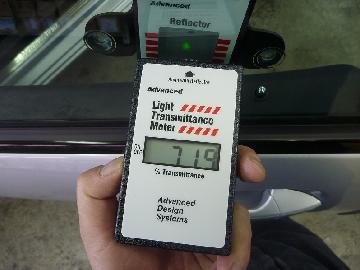 Advanced
Reflector
Advanced
Light
Transmittance
Meter
71.9
% Transmittance
Advanced
Design
Systems